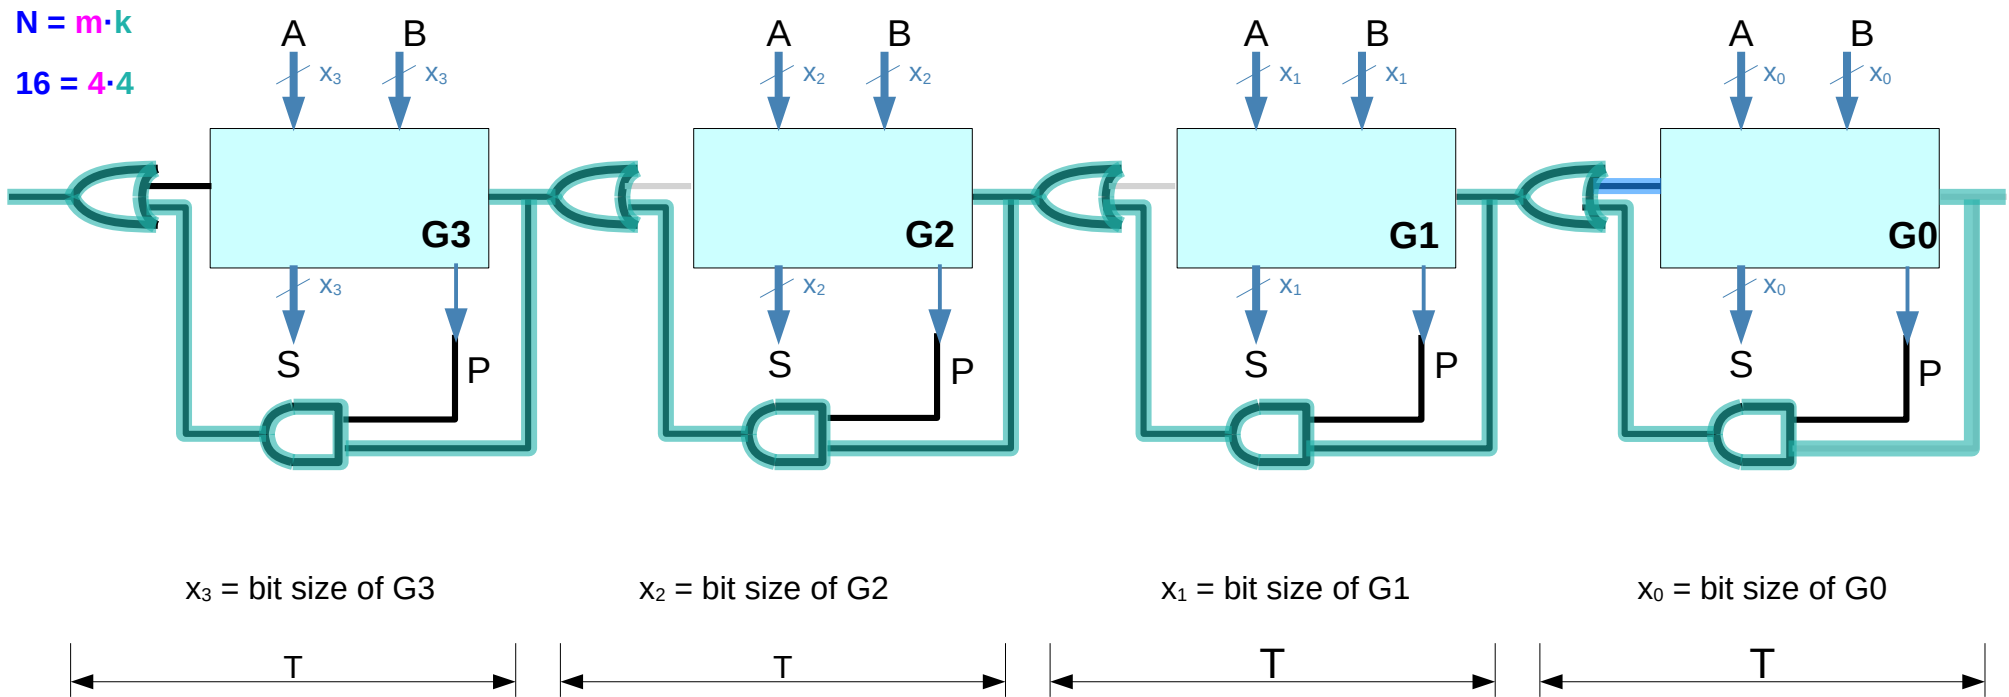 N = m·k
16 = 4·4
A B A B A B A B
x3 x3 x2 x2 x1 x1 x0 x0
G3 G2 G1 G0
x3 x2 x1 x0
S P S P S P S P
x3 = bit size of G3 x2 = bit size of G2 x1 = bit size of G1 x0 = bit size of G0
T T T T